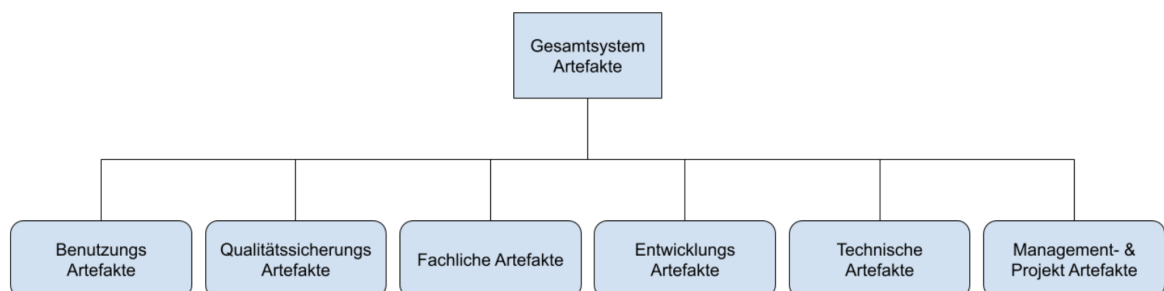 Gesamtsystem
Artefakte
Benutzungs
Artefakte
Qualitätssicherungs
Artefakte
Fachliche Artefakte
Entwicklungs
Artefakte
Technische
Artefakte
Management- &
Projekt Artefakte